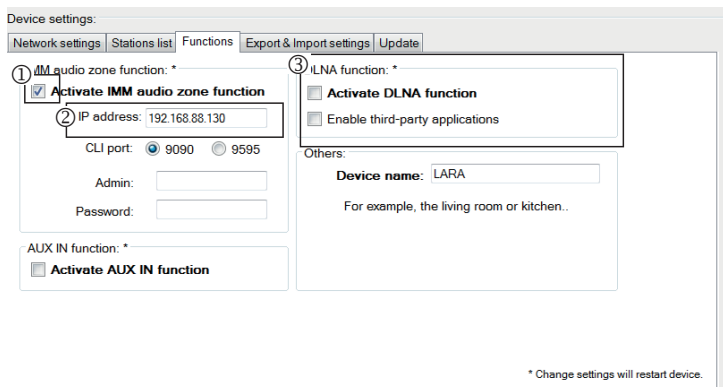 Device settings:
Network settings Stations list Functions Export & Import settings Update
① IMM audio zone function: *
Activate IMM audio zone function
② IP address: 192.168.88.130
CLI port: 9090 9595
Admin:
Password:
AUX IN function: *
Activate AUX IN function
③ DLNA function: *
Activate DLNA function
Enable third-party applications
Others:
Device name: LARA
For example, the living room or kitchen..
* Change settings will restart device.